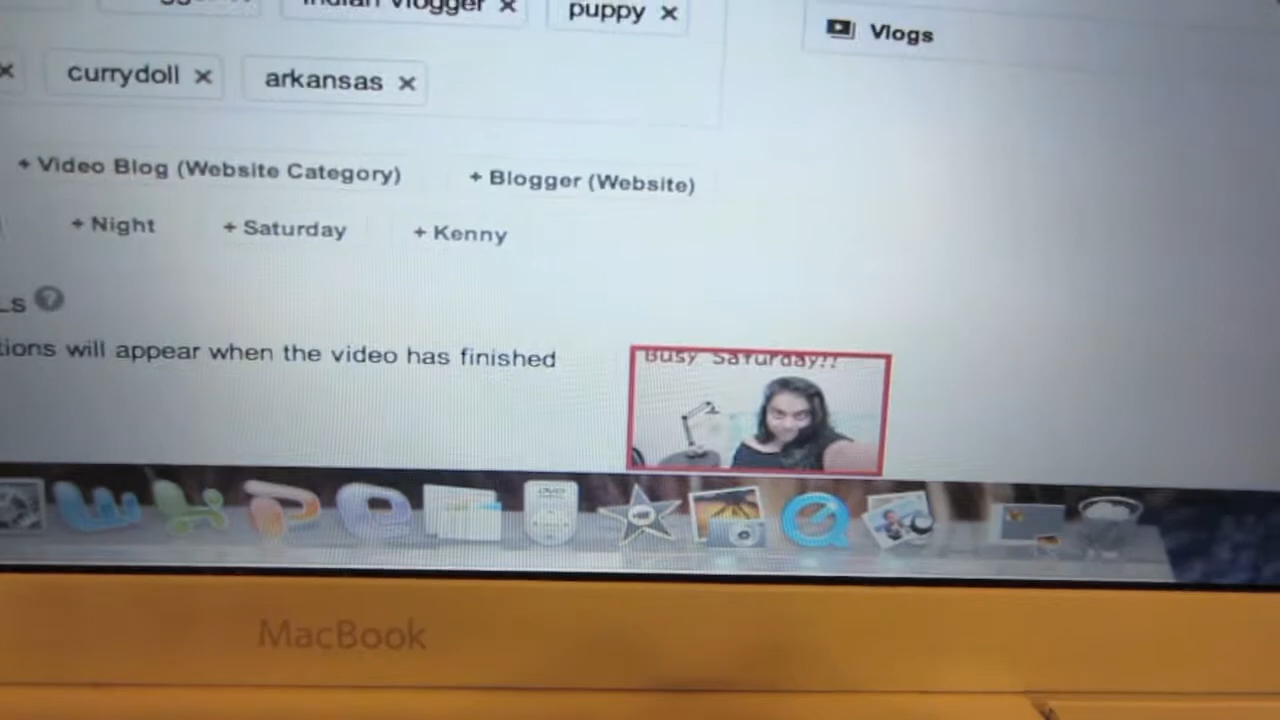 indian vlogger × puppy ×
Vlogs
× currydoll × arkansas ×
+ Video Blog (Website Category) + Blogger (Website)
+ Night + Saturday + Kenny
LS ?
tions will appear when the video has finished
Busy Saturday!!
MacBook